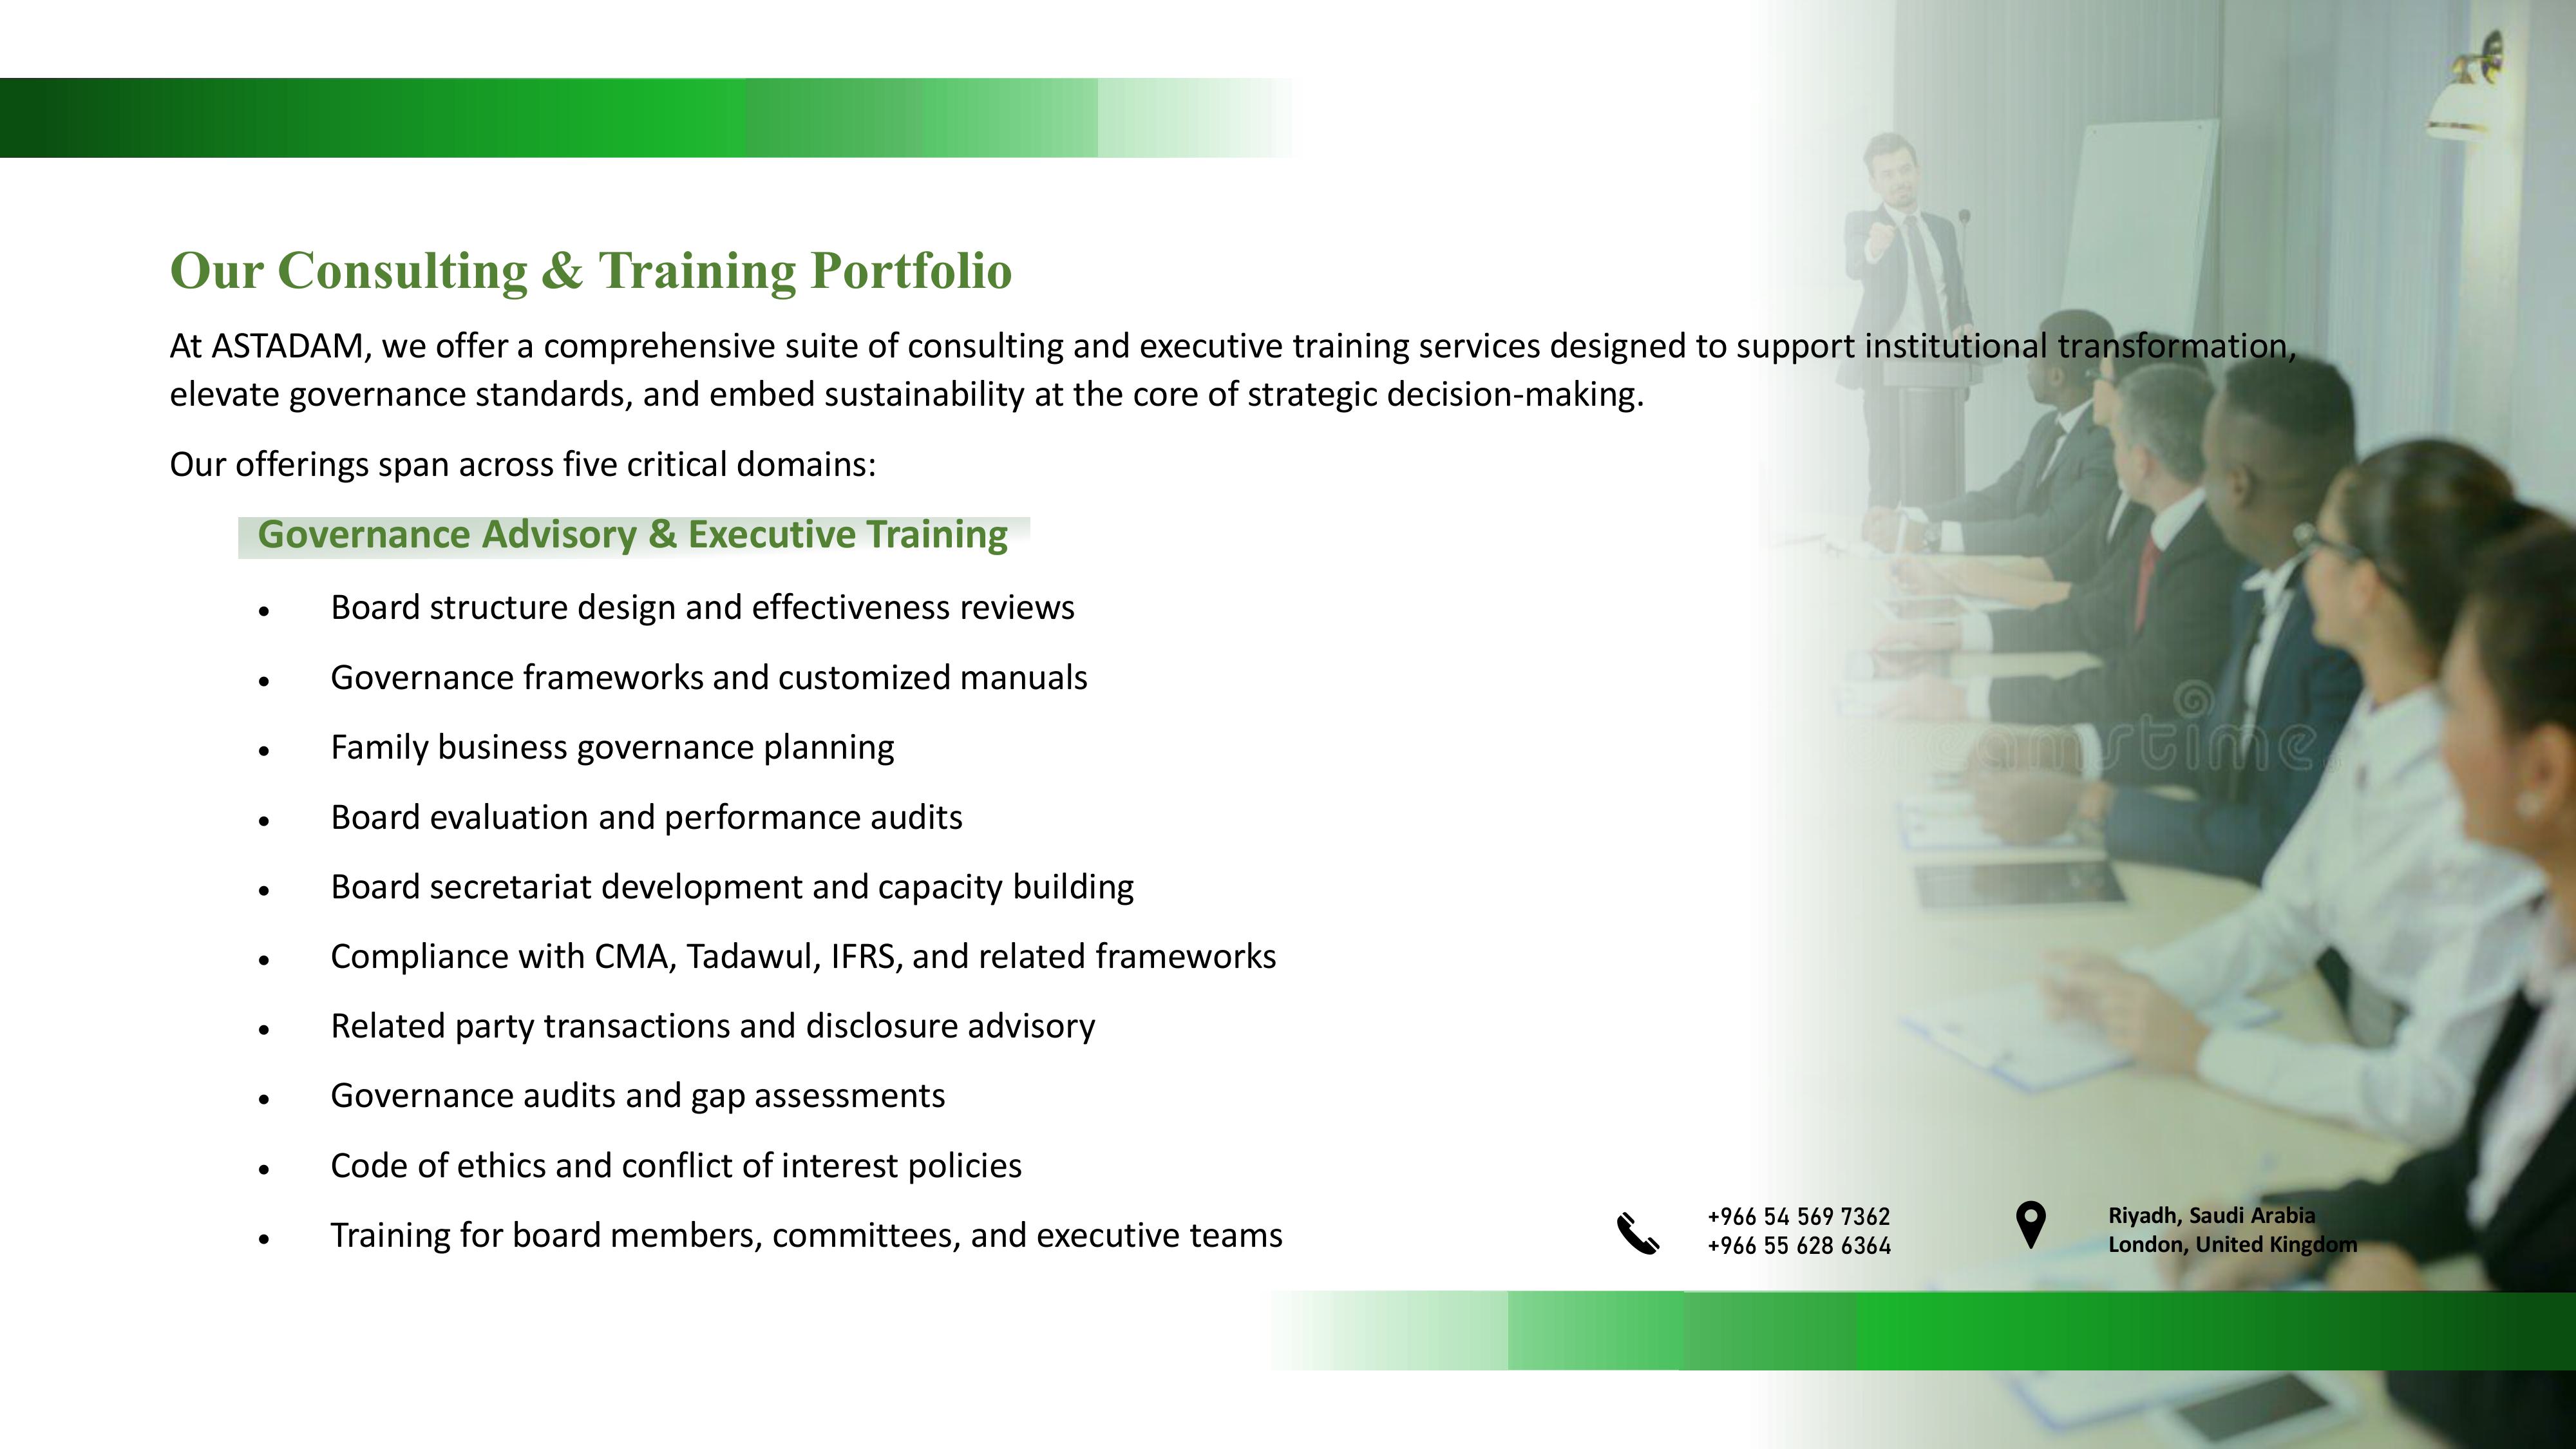 Our Consulting & Training Portfolio
At ASTADAM, we offer a comprehensive suite of consulting and executive training services designed to support institutional transformation,
elevate governance standards, and embed sustainability at the core of strategic decision-making.
Our offerings span across five critical domains:
Governance Advisory & Executive Training
• Board structure design and effectiveness reviews
• Governance frameworks and customized manuals
• Family business governance planning
• Board evaluation and performance audits
• Board secretariat development and capacity building
• Compliance with CMA, Tadawul, IFRS, and related frameworks
• Related party transactions and disclosure advisory
• Governance audits and gap assessments
• Code of ethics and conflict of interest policies
• Training for board members, committees, and executive teams
+966 54 569 7362
+966 55 628 6364
Riyadh, Saudi Arabia
London, United Kingdom